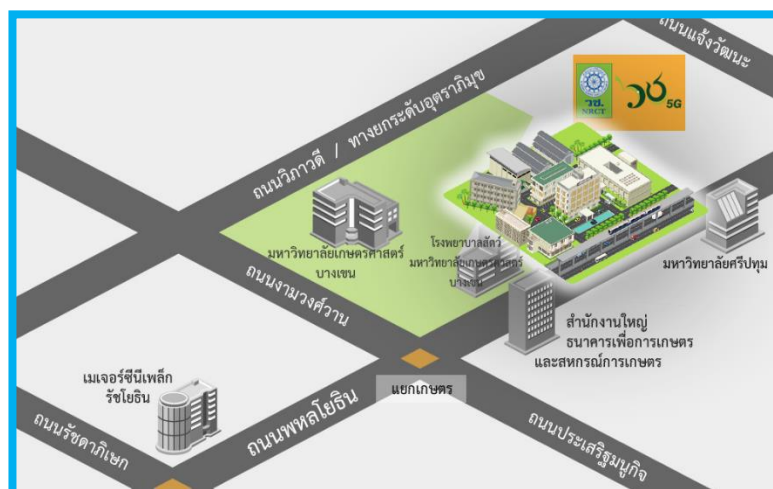 ถนนแจ้งวัฒนะ
วช.
NRCT
วช
5G
ถนนวิภาวดี / ทางยกระดับอุตราภิมุข
มหาวิทยาลัยเกษตรศาสตร์
บางเขน
โรงพยาบาลสัตว์
มหาวิทยาลัยเกษตรศาสตร์
บางเขน
มหาวิทยาลัยศรีปทุม
ถนนงามวงศ์วาน
สำนักงานใหญ่
ธนาคารเพื่อการเกษตร
และสหกรณ์การเกษตร
เมเจอร์ซีนีเพล็ก
รัชโยธิน
แยกเกษตร
ถนนพหลโยธิน
ถนนรัชดาภิเษก
ถนนประเสริฐมนูกิจ